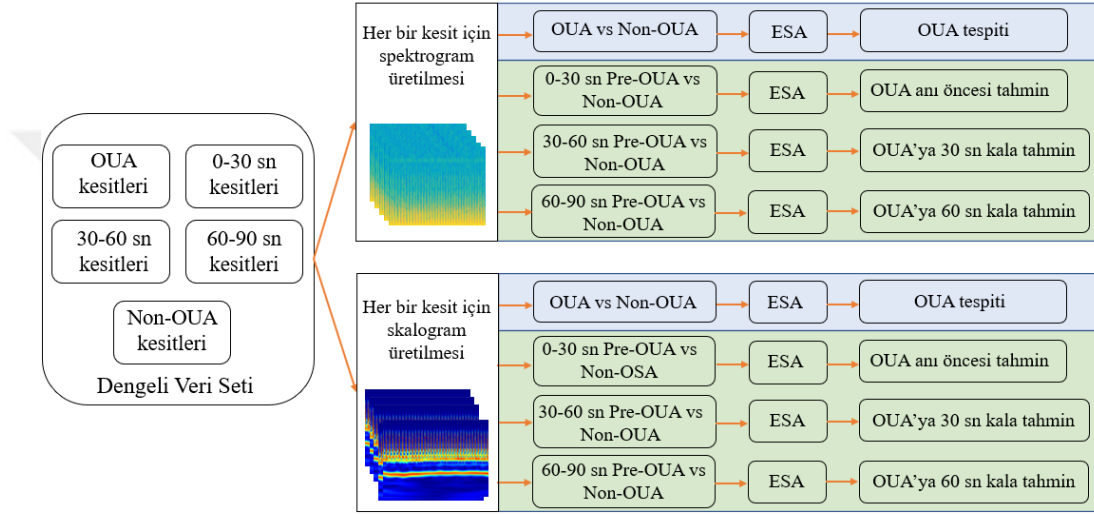 OUA
kesitleri
0-30 sn
kesitleri
30-60 sn
kesitleri
60-90 sn
kesitleri
Non-OUA
kesitleri
Dengeli Veri Seti
Her bir kesit için
spektrogram
üretilmesi
OUA vs Non-OUA
ESA
OUA tespiti
0-30 sn Pre-OUA vs
Non-OUA
ESA
OUA anı öncesi tahmin
30-60 sn Pre-OUA vs
Non-OUA
ESA
OUA’ya 30 sn kala tahmin
60-90 sn Pre-OUA vs
Non-OUA
ESA
OUA’ya 60 sn kala tahmin
Her bir kesit için
skalogram
üretilmesi
OUA vs Non-OUA
ESA
OUA tespiti
0-30 sn Pre-OUA vs
Non-OSA
ESA
OUA anı öncesi tahmin
30-60 sn Pre-OUA vs
Non-OUA
ESA
OUA’ya 30 sn kala tahmin
60-90 sn Pre-OUA vs
Non-OUA
ESA
OUA’ya 60 sn kala tahmin